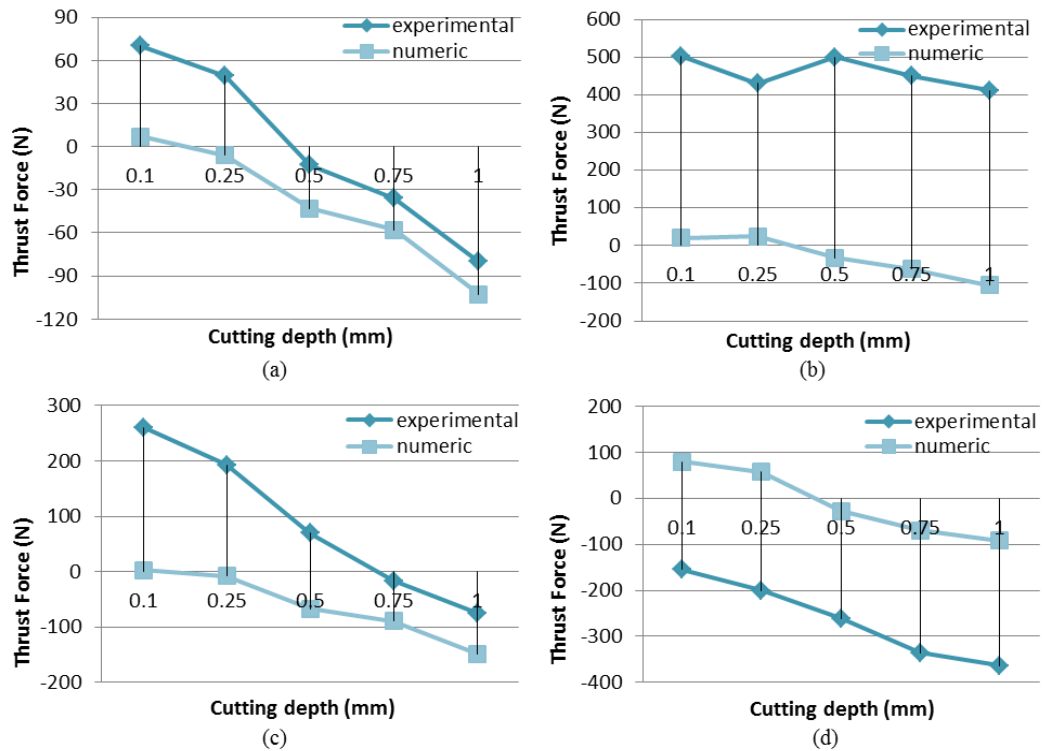 90
60
30
0
-30
-60
-90
-120
Thrust Force (N)
experimental
numeric
0.1 0.25 0.5 0.75 1
Cutting depth (mm)
(a)
600
500
400
300
200
100
0
-100
-200
Thrust Force (N)
experimental
numeric
0.1 0.25 0.5 0.75 1
Cutting depth (mm)
(b)
300
200
100
0
-100
-200
Thrust Force (N)
experimental
numeric
0.1 0.25 0.5 0.75 1
Cutting depth (mm)
(c)
200
100
0
-100
-200
-300
-400
Thrust Force (N)
experimental
numeric
0.1 0.25 0.5 0.75 1
Cutting depth (mm)
(d)